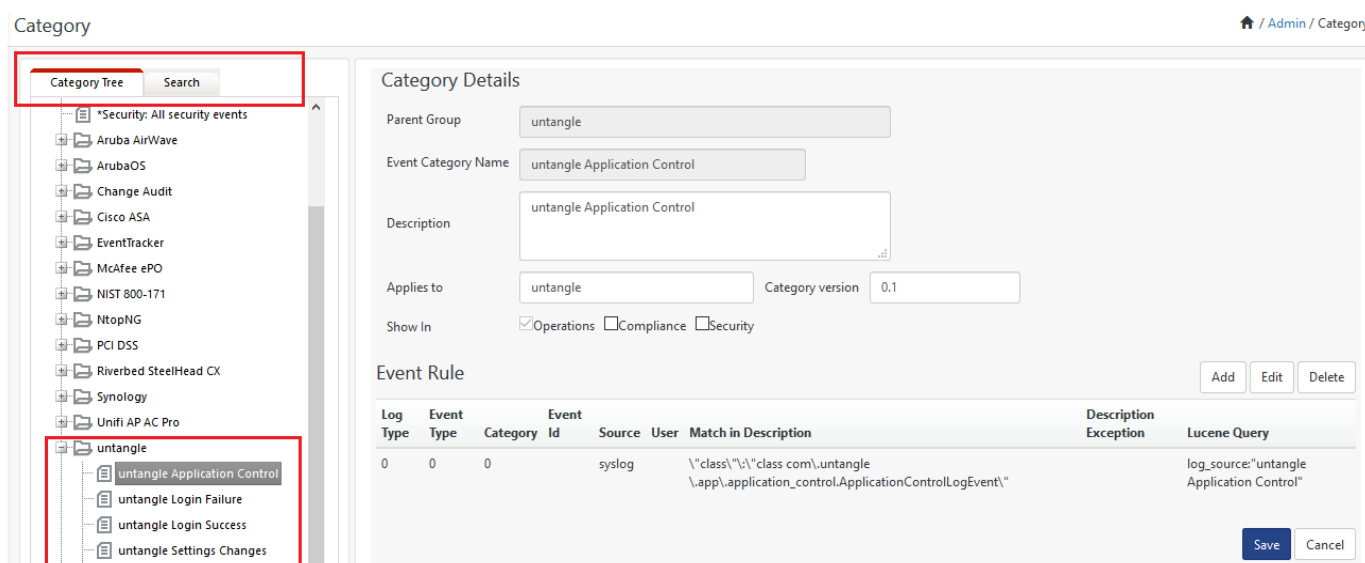 Category
/ Admin / Category
Category Tree
Search
*Security: All security events
Aruba AirWave
ArubaOS
Change Audit
Cisco ASA
EventTracker
McAfee ePO
NIST 800-171
NtopNG
PCI DSS
Riverbed SteelHead CX
Synology
Unifi AP AC Pro
untangle
untangle Application Control
untangle Login Failure
untangle Login Success
untangle Settings Changes
Category Details
Parent Group
untangle
Event Category Name
untangle Application Control
Description
untangle Application Control
Applies to
untangle
Category version
0.1
Show In
Operations
Compliance
Security
Event Rule
Add
Edit
Delete
Log Type
Event Type
Category
Event Id
Source
User
Match in Description
Description Exception
Lucene Query
0
0
0
syslog
\"class\"\:\"class com\.untangle
\.app\.application_control.ApplicationControlLogEvent\"
log_source:"untangle
Application Control"
Save
Cancel